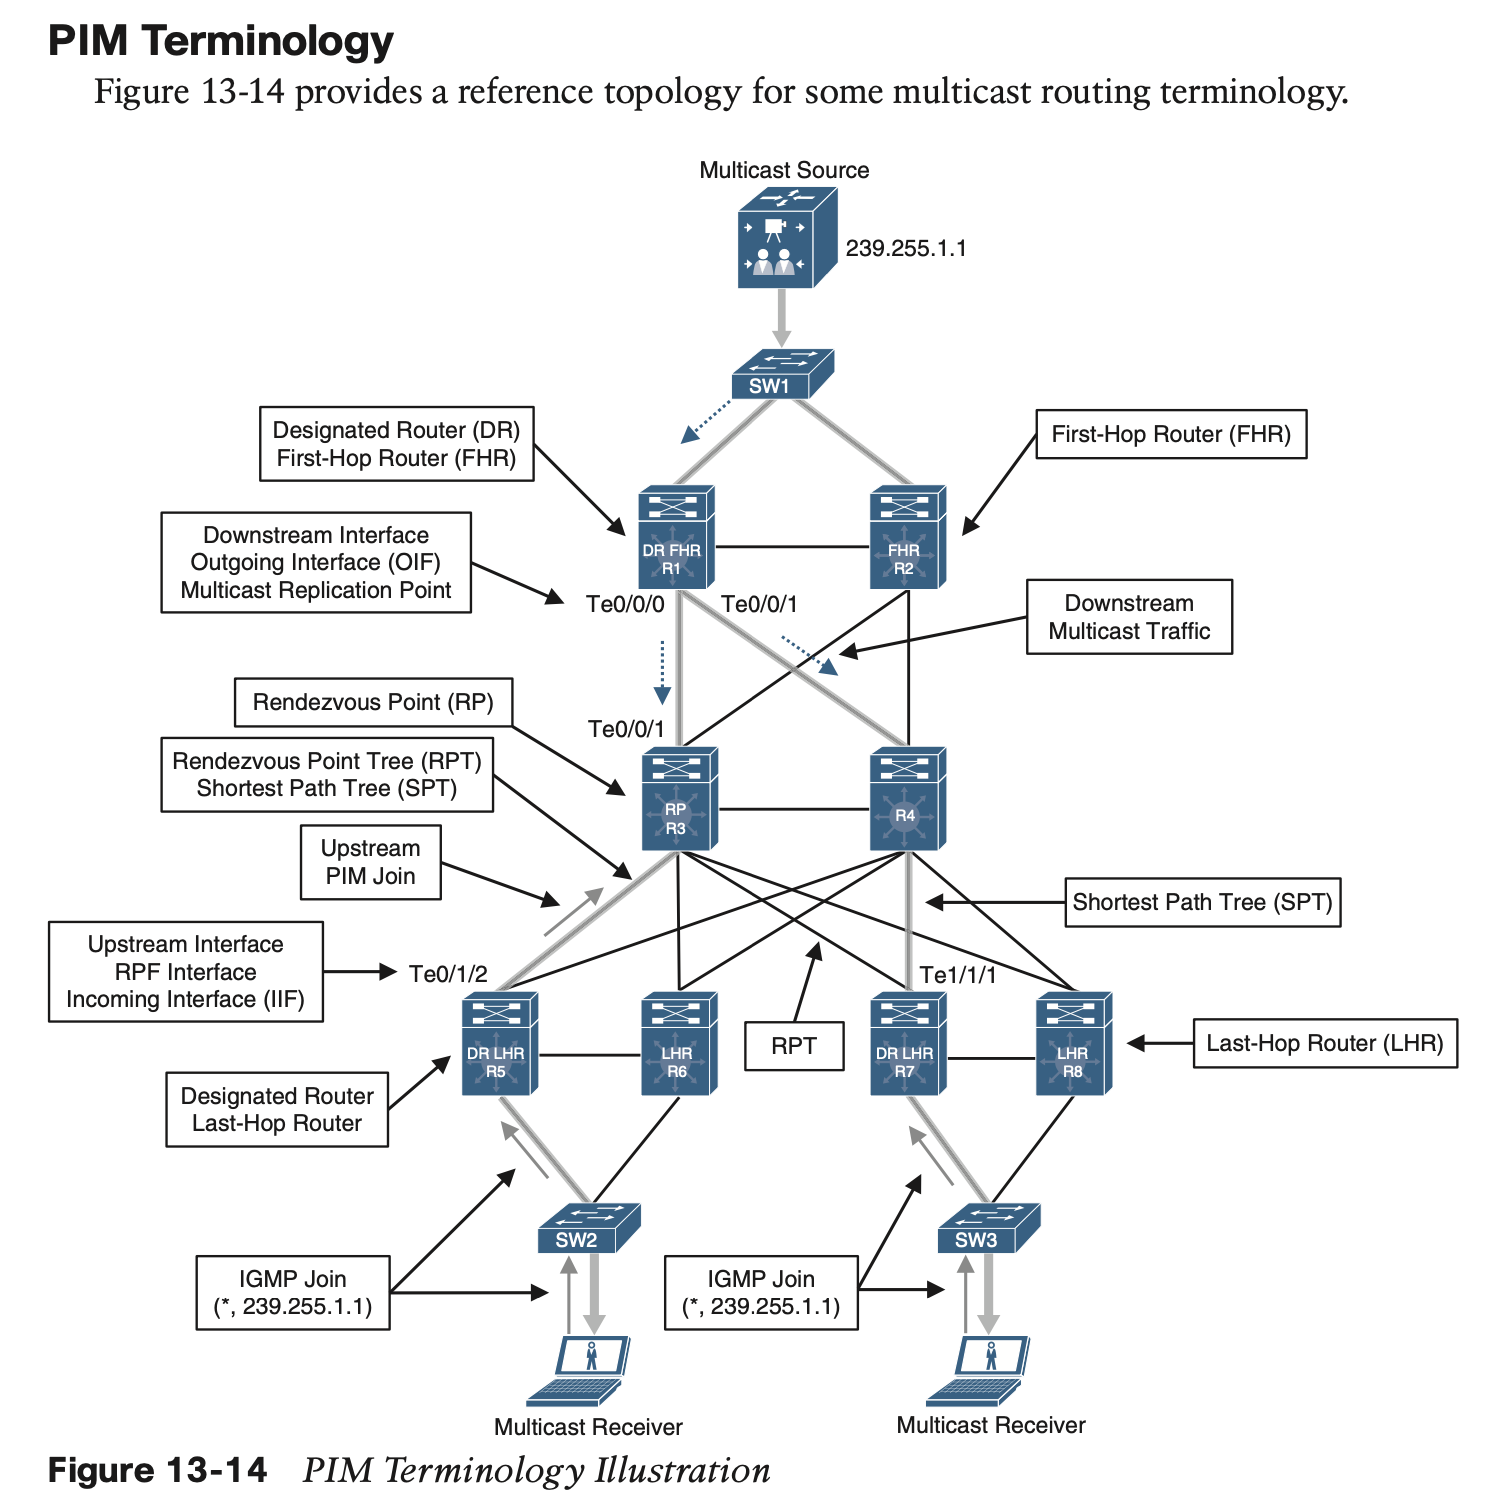 PIM Terminology
Figure 13-14 provides a reference topology for some multicast routing terminology.
Multicast Source
239.255.1.1
SW1
Designated Router (DR)
First-Hop Router (FHR)
First-Hop Router (FHR)
Downstream Interface
Outgoing Interface (OIF)
Multicast Replication Point
DR FHR
R1
FHR
R2
Te0/0/0
Te0/0/1
Downstream
Multicast Traffic
Rendezvous Point (RP)
Te0/0/1
Rendezvous Point Tree (RPT)
Shortest Path Tree (SPT)
RP
R3
R4
Upstream
PIM Join
Shortest Path Tree (SPT)
Upstream Interface
RPF Interface
Incoming Interface (IIF)
Te0/1/2
Te1/1/1
RPT
DR LHR
R5
LHR
R6
DR LHR
R7
LHR
R8
Last-Hop Router (LHR)
Designated Router
Last-Hop Router
SW2
SW3
IGMP Join
(*, 239.255.1.1)
IGMP Join
(*, 239.255.1.1)
Multicast Receiver
Multicast Receiver
Figure 13-14 PIM Terminology Illustration